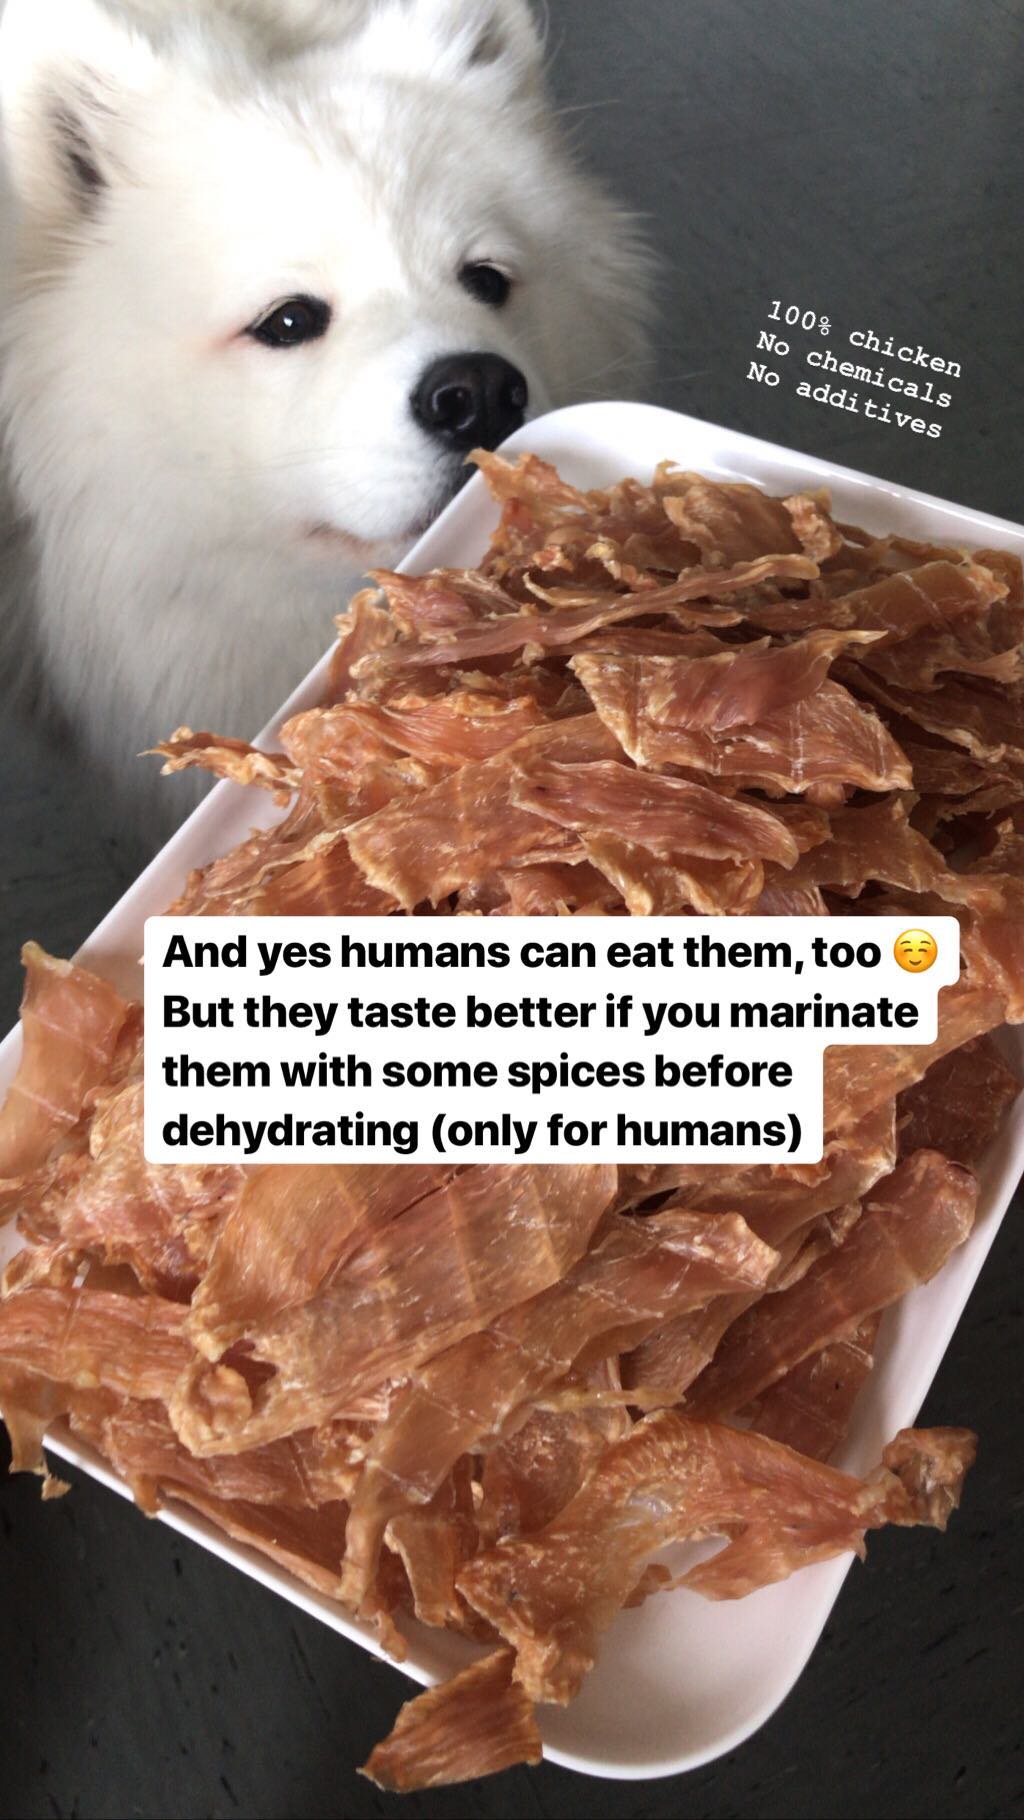 100% chicken
No chemicals
No additives
And yes humans can eat them, too ☺️
But they taste better if you marinate
them with some spices before
dehydrating (only for humans)